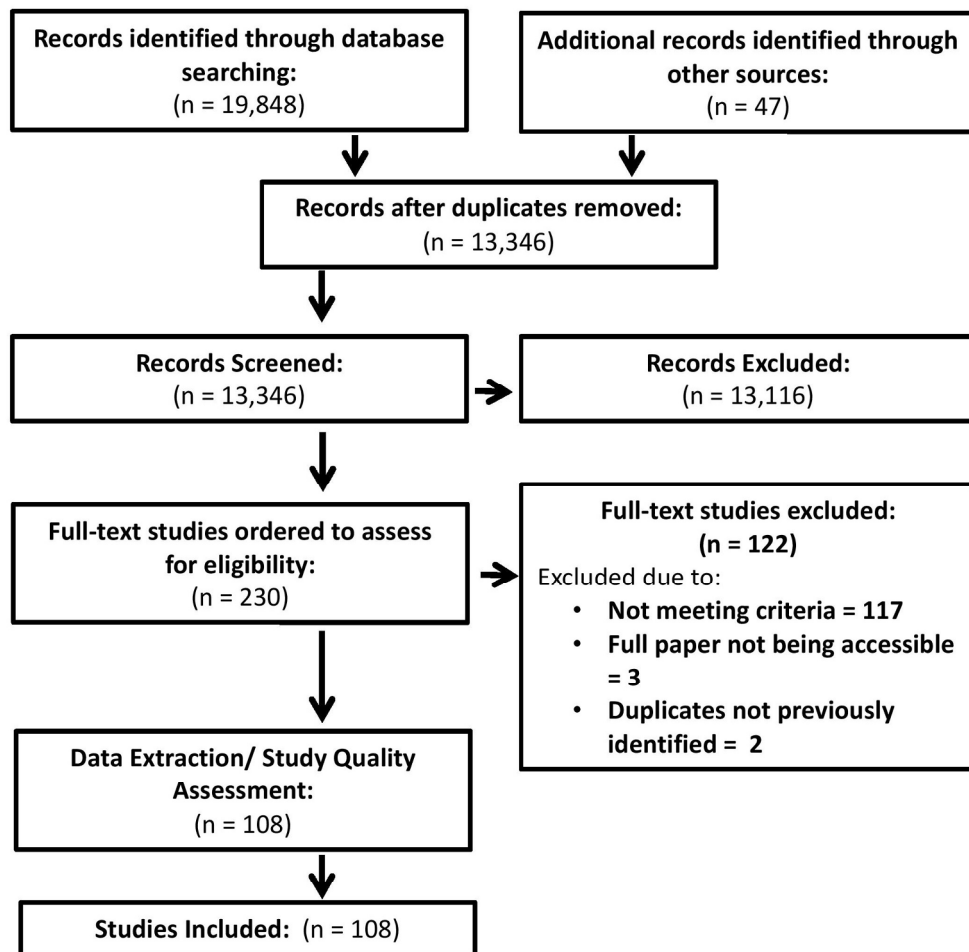 Records identified through database
searching:
(n = 19,848)
Additional records identified through
other sources:
(n = 47)
Records after duplicates removed:
(n = 13,346)
Records Screened:
(n = 13,346)
Records Excluded:
(n = 13,116)
Full-text studies ordered to assess
for eligibility:
(n = 230)
Full-text studies excluded:
(n = 122)
Excluded due to:
• Not meeting criteria = 117
• Full paper not being accessible
= 3
• Duplicates not previously
identified = 2
Data Extraction/ Study Quality
Assessment:
(n = 108)
Studies Included: (n = 108)